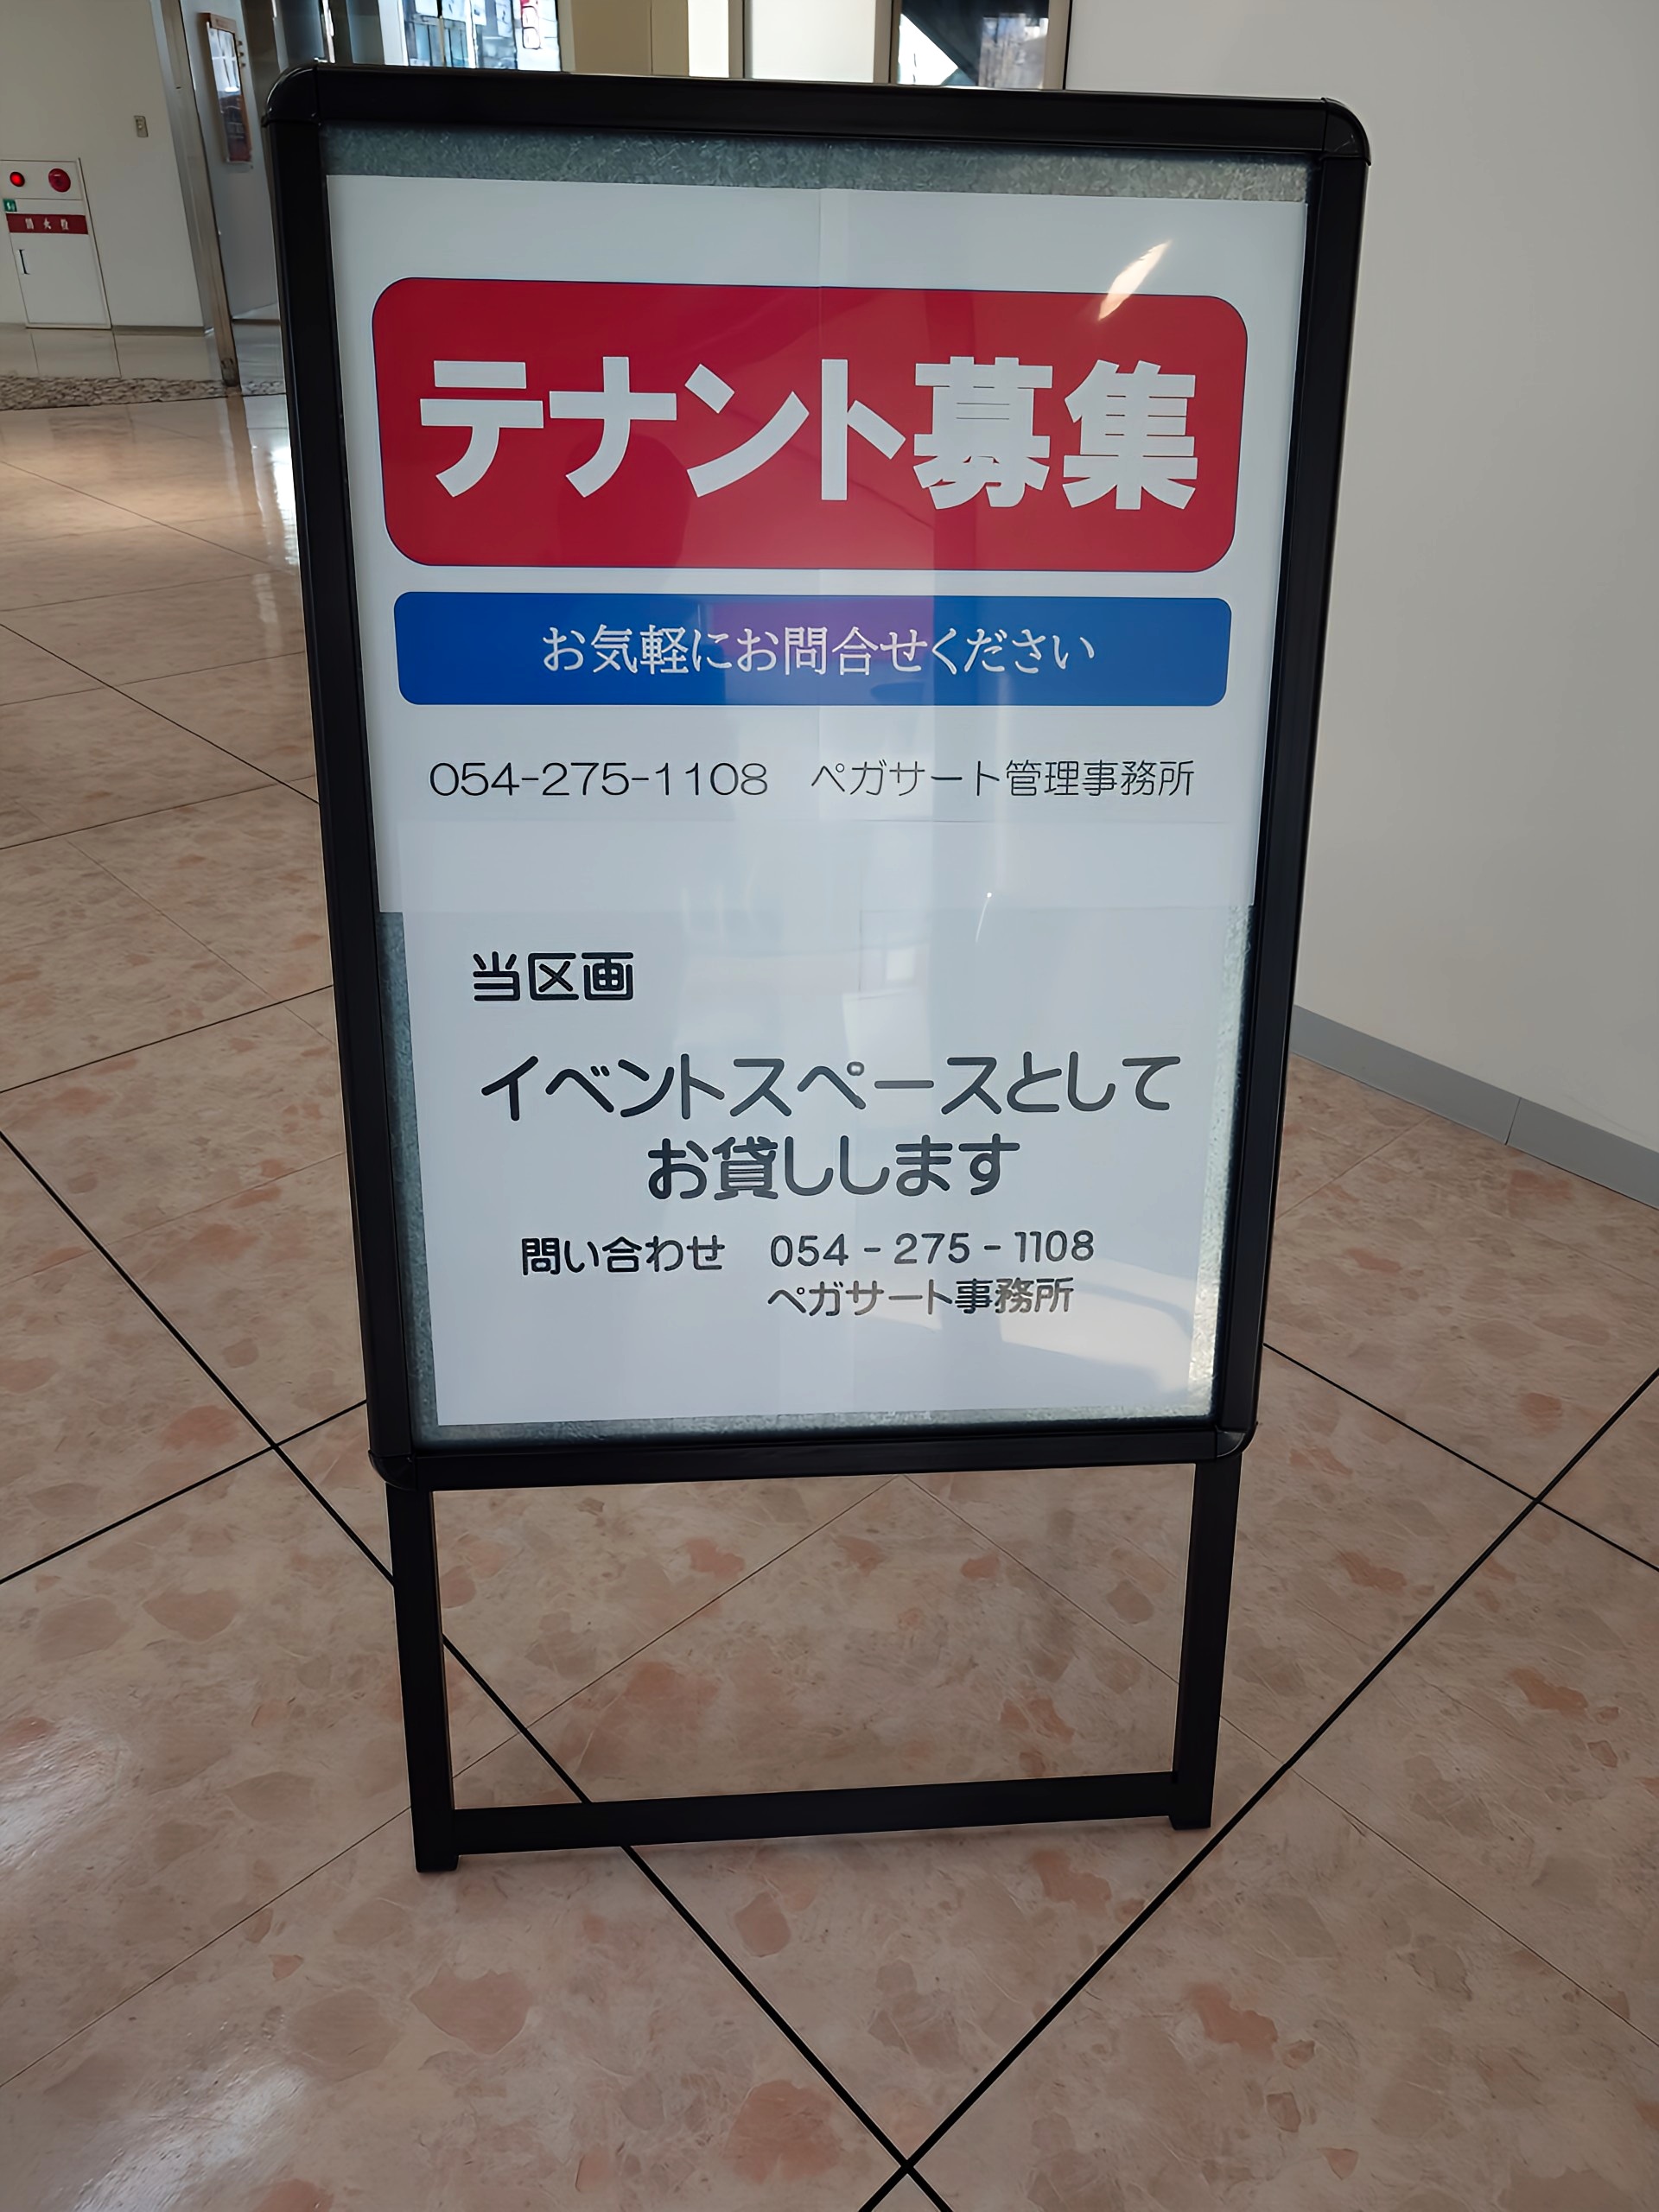 テナント募集
お気軽にお問合せください
054-275-1108　ペガサート管理事務所
当区画
イベントスペースとして
お貸しします
問い合わせ　054 - 275 - 1108
ペガサート事務所
消火栓